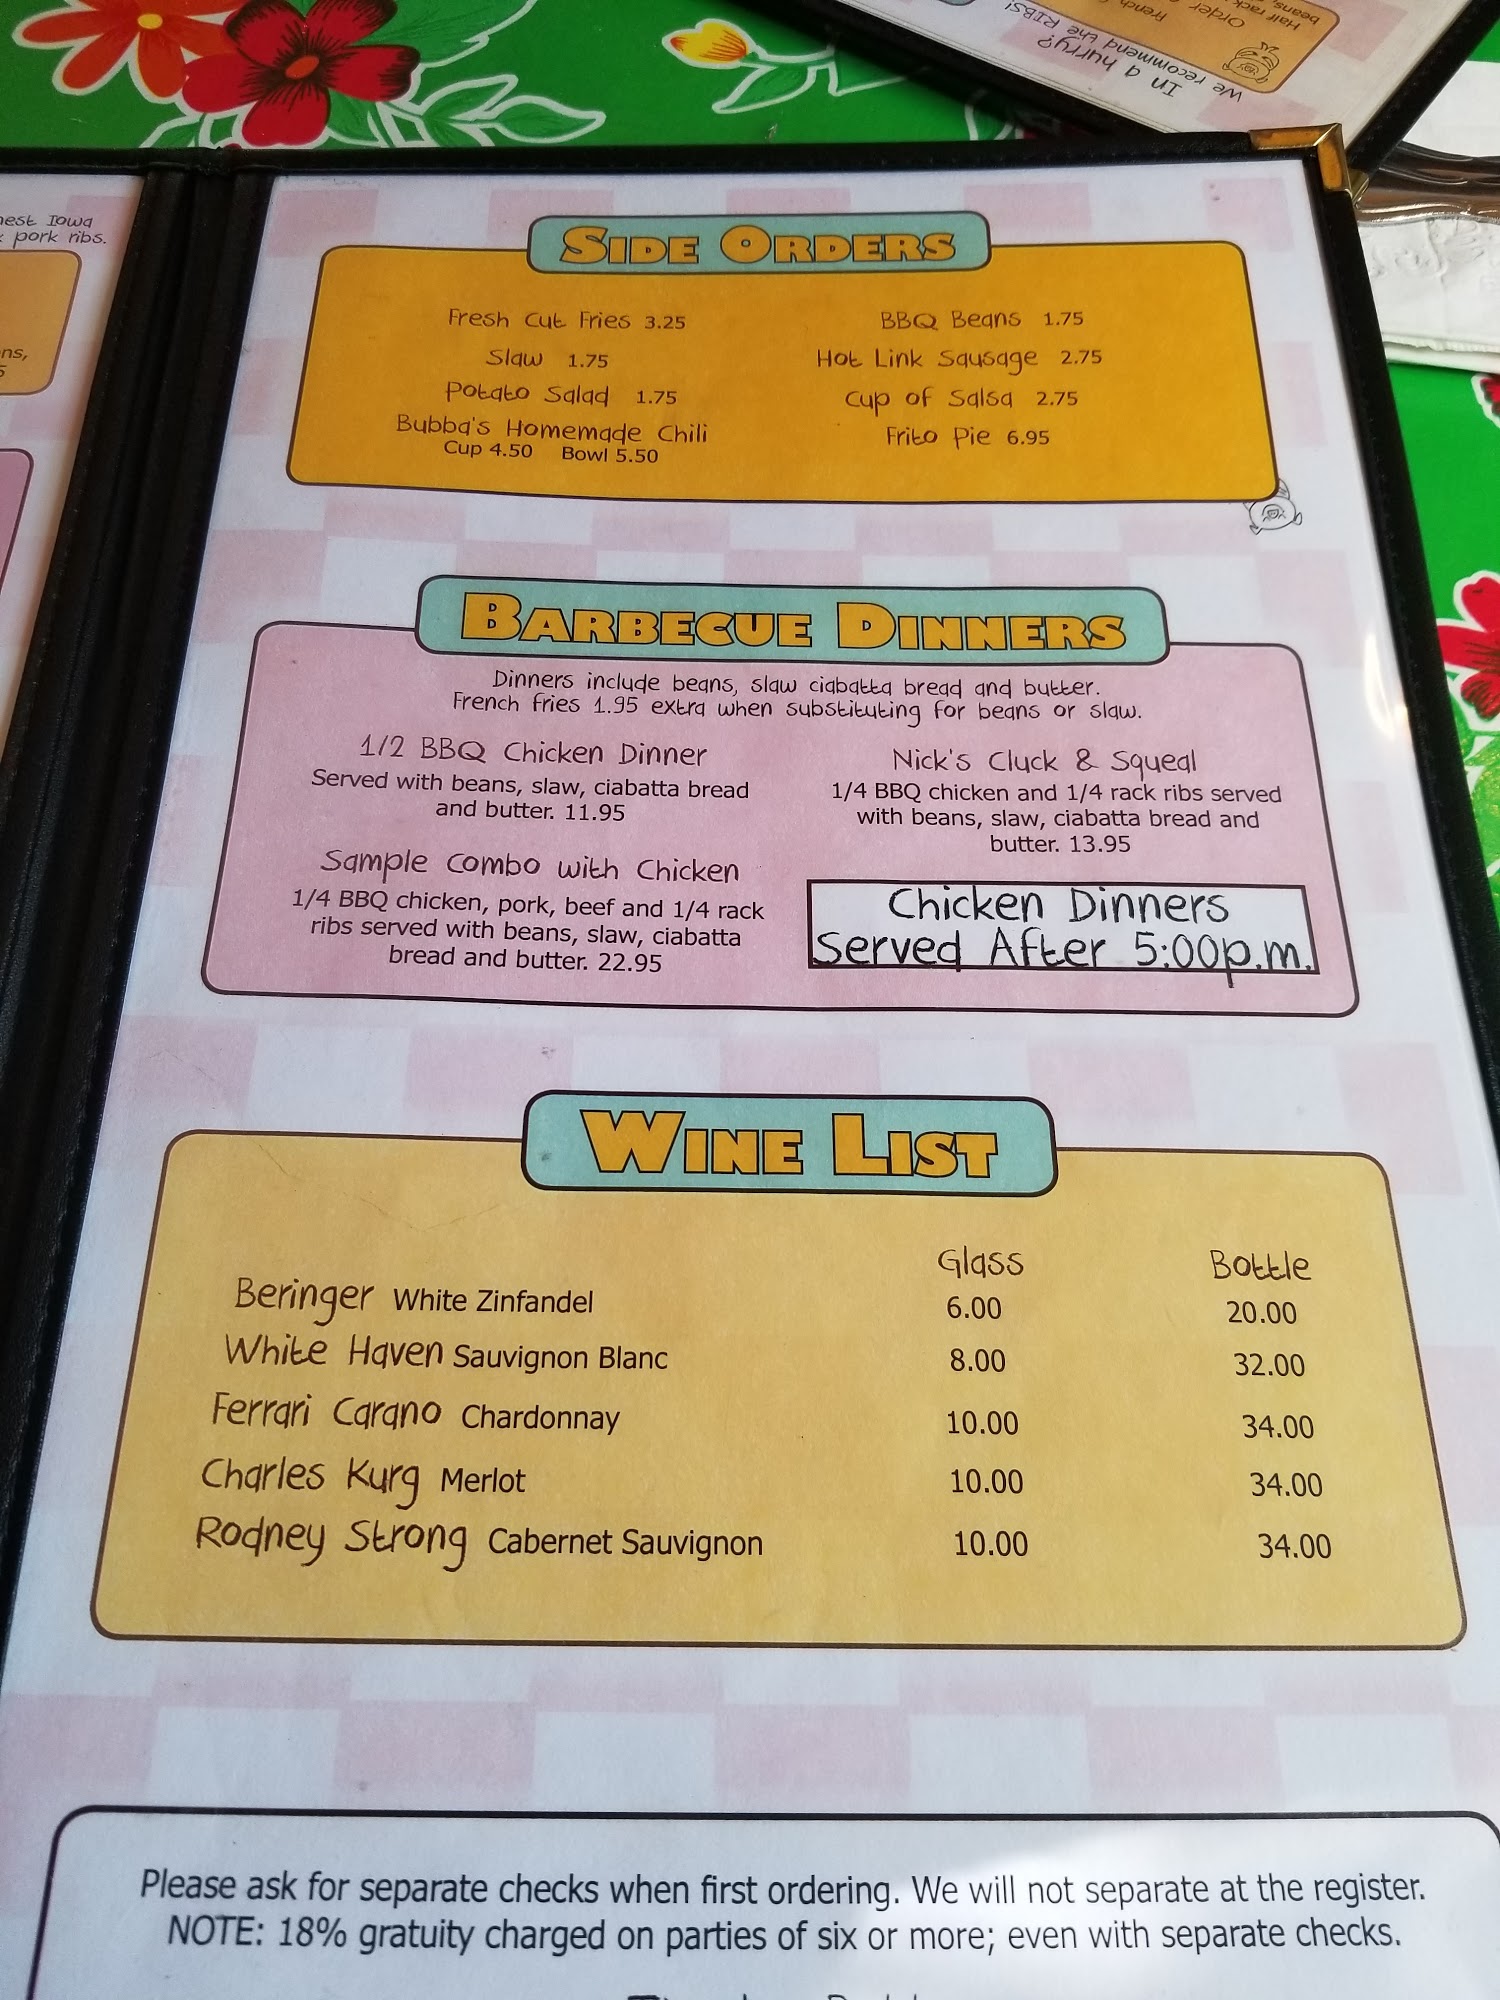 In a hurry?
We recommend the RIBS!
Order
Half rack
beans,
French
nest Iowa
pork ribs.
SIDE ORDERS
Fresh Cut Fries 3.25
Slaw 1.75
Potato Salad 1.75
Bubba's Homemade Chili
Cup 4.50 Bowl 5.50
BBQ Beans 1.75
Hot Link Sausage 2.75
Cup of Salsa 2.75
Frito Pie 6.95
BARBECUE DINNERS
Dinners include beans, slaw ciabatta bread and butter.
French fries 1.95 extra when substituting for beans or slaw.
1/2 BBQ Chicken Dinner
Served with beans, slaw, ciabatta bread
and butter. 11.95
Sample Combo with Chicken
1/4 BBQ chicken, pork, beef and 1/4 rack
ribs served with beans, slaw, ciabatta
bread and butter. 22.95
Nick's Cluck & Squeal
1/4 BBQ chicken and 1/4 rack ribs served
with beans, slaw, ciabatta bread and
butter. 13.95
Chicken Dinners
Served After 5:00p.m.
WINE LIST
Glass Bottle
Beringer White Zinfandel 6.00 20.00
White Haven Sauvignon Blanc 8.00 32.00
Ferrari Carano Chardonnay 10.00 34.00
Charles Kurg Merlot 10.00 34.00
Rodney Strong Cabernet Sauvignon 10.00 34.00
Please ask for separate checks when first ordering. We will not separate at the register.
NOTE: 18% gratuity charged on parties of six or more; even with separate checks.